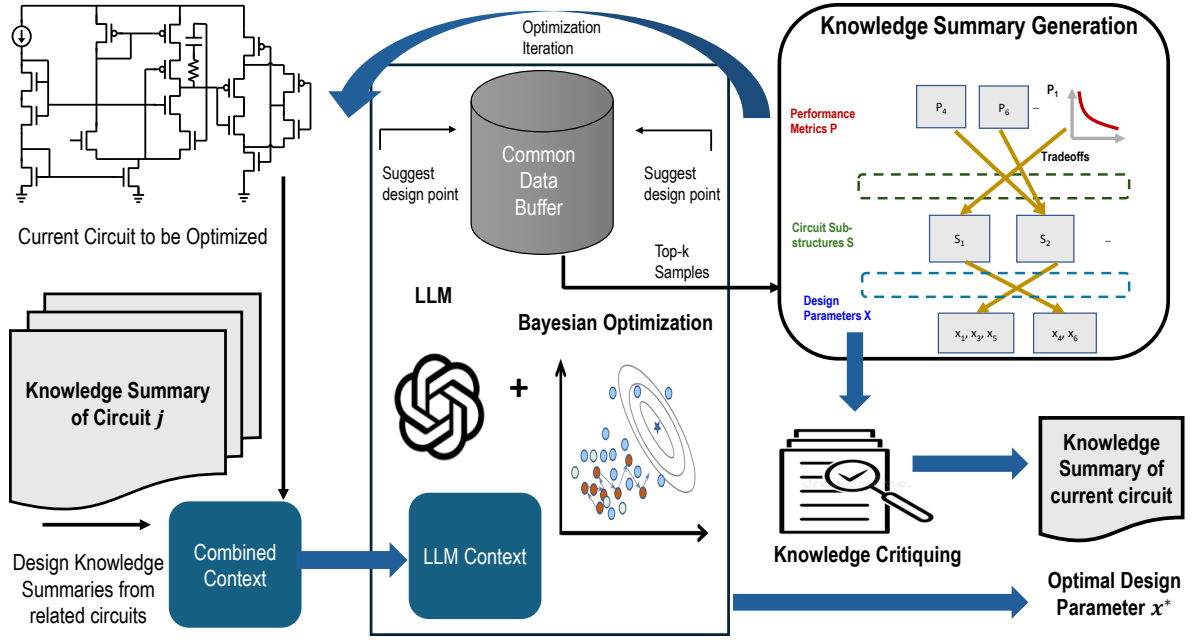 Optimization
Iteration
Knowledge Summary Generation
Performance
Metrics P
P4
P6
--
P1
Tradeoffs
Circuit Sub-
structures S
S1
S2
--
Design
Parameters X
x1, x3, x5
x4, x6
Suggest
design point
Common
Data
Buffer
Suggest
design point
Top-k
Samples
Current Circuit to be Optimized
LLM
Bayesian Optimization
+
Knowledge Summary
of Circuit j
Design Knowledge
Summaries from
related circuits
Combined
Context
LLM Context
Knowledge Critiquing
Knowledge
Summary of
current circuit
Optimal Design
Parameter x*